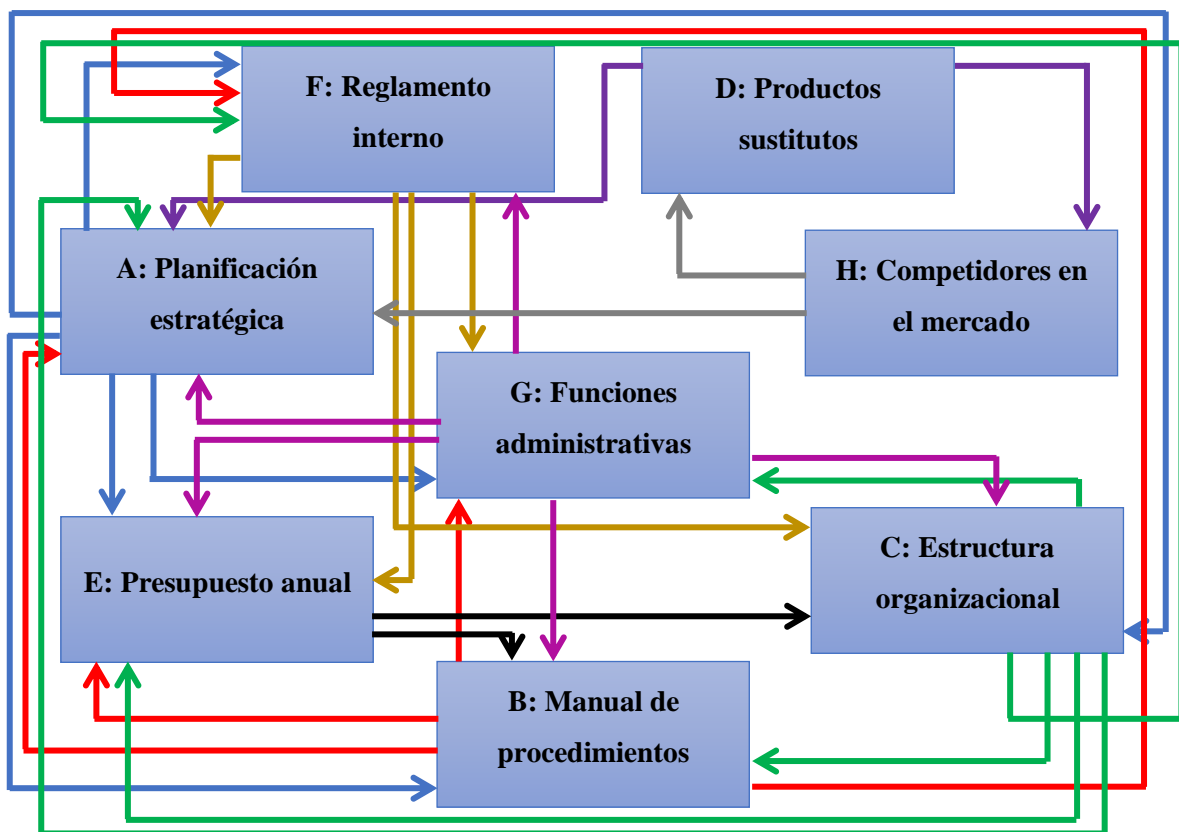 F: Reglamento
interno
D: Productos
sustitutos
A: Planificación
estratégica
H: Competidores en
el mercado
G: Funciones
administrativas
E: Presupuesto anual
C: Estructura
organizacional
B: Manual de
procedimientos